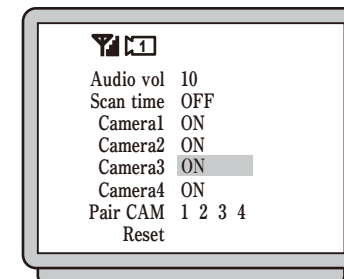 1
Audio vol 10
Scan time OFF
Camera1 ON
Camera2 ON
Camera3 ON
Camera4 ON
Pair CAM 1 2 3 4
Reset